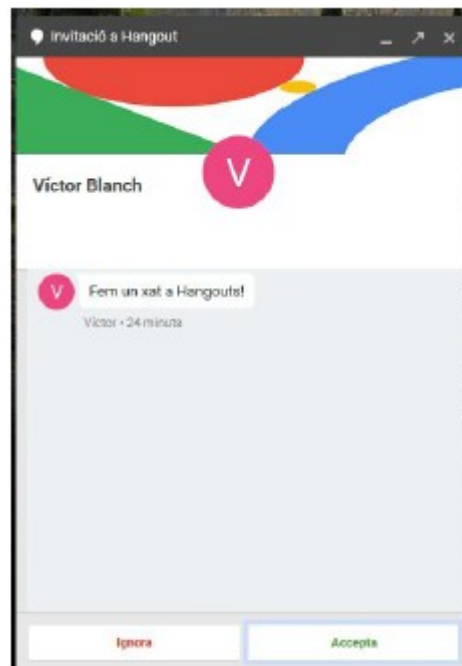 Invitació a Hangout
V
Víctor Blanch
V
Fem un xat a Hangouts!
Víctor • 24 minuts
Ignora
Accepta